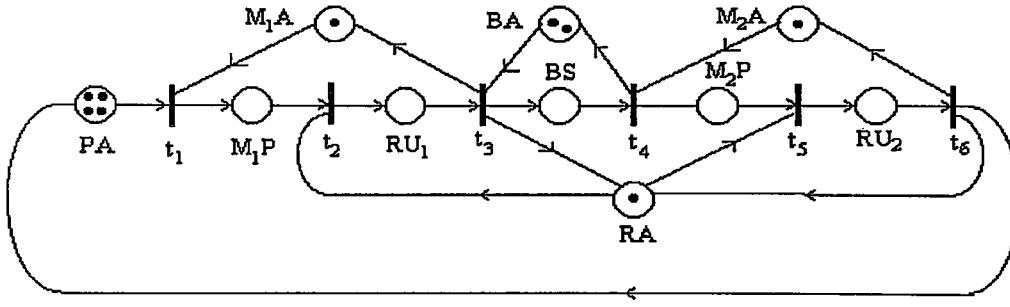 M₁A
BA
M₂A
BS
M₂P
PA
t₁
M₁P
t₂
RU₁
t₃
t₄
t₅
RU₂
t₆
RA